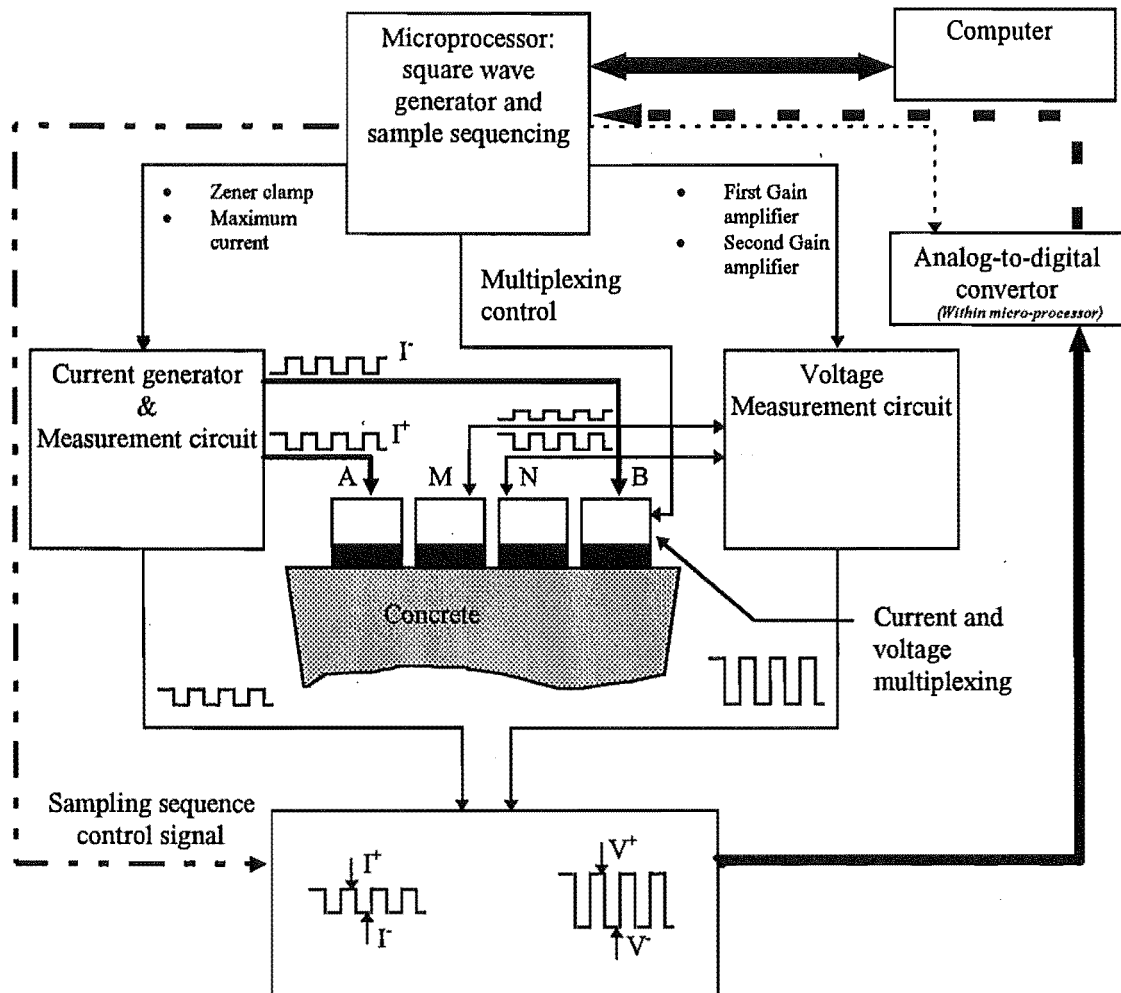 Microprocessor:
square wave
generator and
sample sequencing
Computer
• Zener clamp
• Maximum
current
• First Gain
amplifier
• Second Gain
amplifier
Multiplexing
control
Analog-to-digital
convertor
(Within micro-processor)
Current generator
&
Measurement circuit
I⁻
I⁺
Voltage
Measurement circuit
A
M
N
B
Concrete
Current and
voltage
multiplexing
Sampling sequence
control signal
I⁺
I⁻
V⁺
V⁻